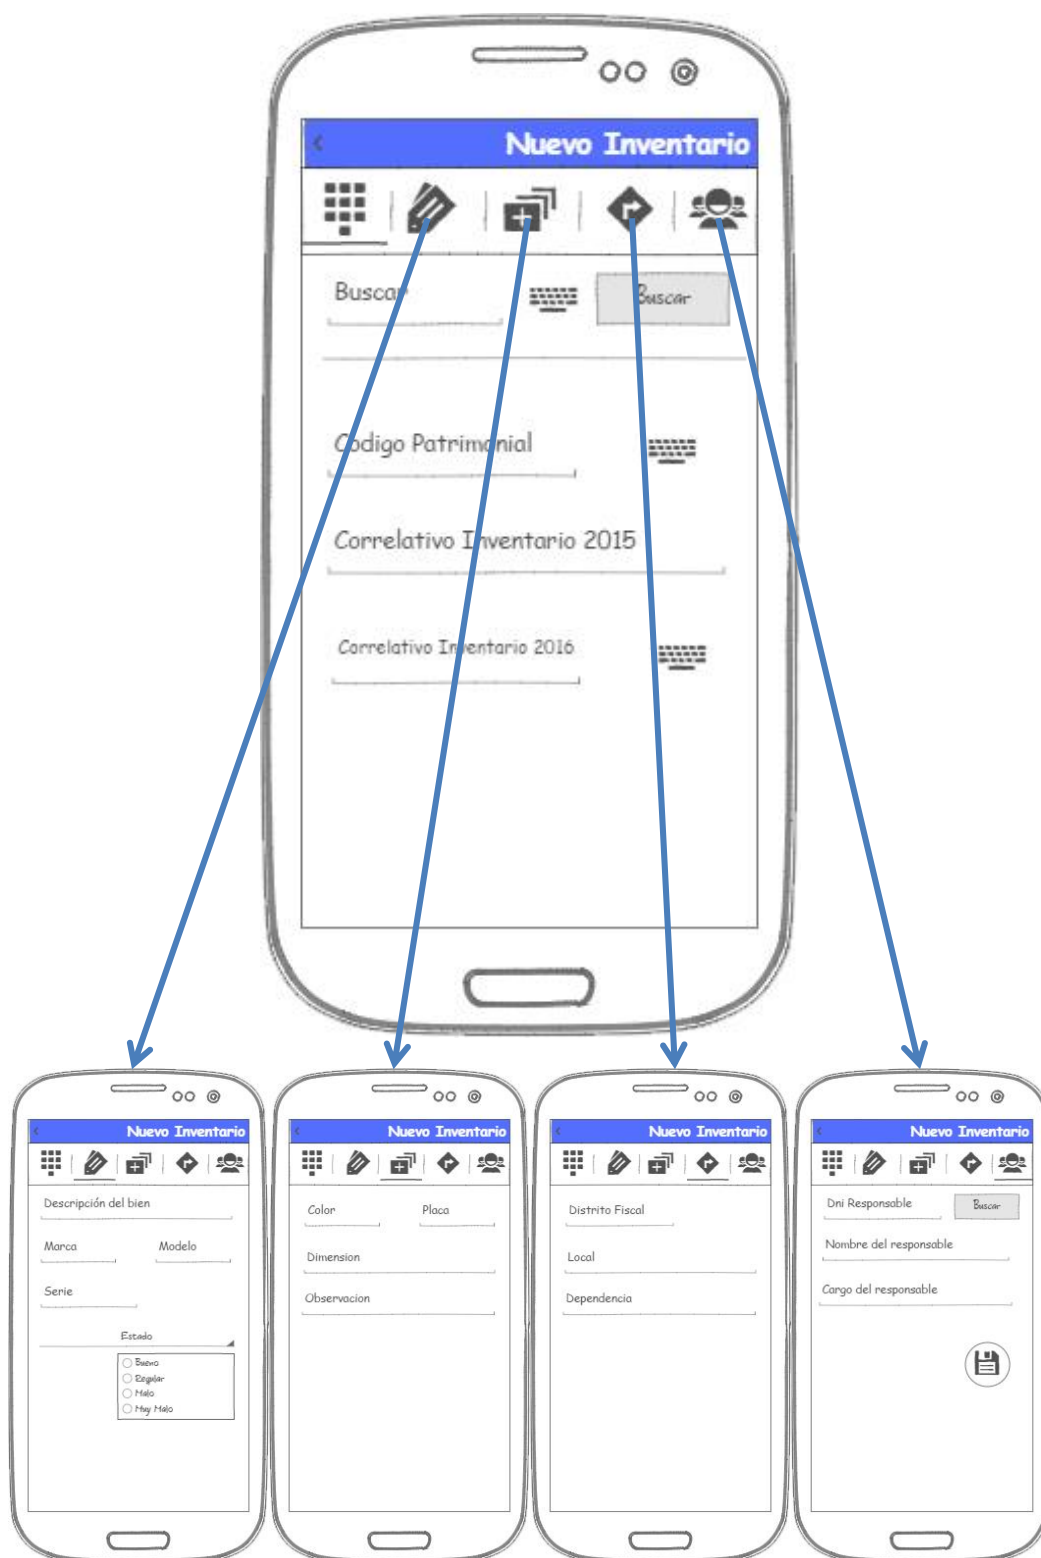 Nuevo Inventario
Buscar
Buscar
Codigo Patrimonial
Correlativo Inventario 2015
Correlativo Inventario 2016
Nuevo Inventario
Descripción del bien
Marca Modelo
Serie
Estado
Bueno
Regular
Malo
Muy Malo
Nuevo Inventario
Color Placa
Dimension
Observacion
Nuevo Inventario
Distrito Fiscal
Local
Dependencia
Nuevo Inventario
Dni Responsable Buscar
Nombre del responsable
Cargo del responsable